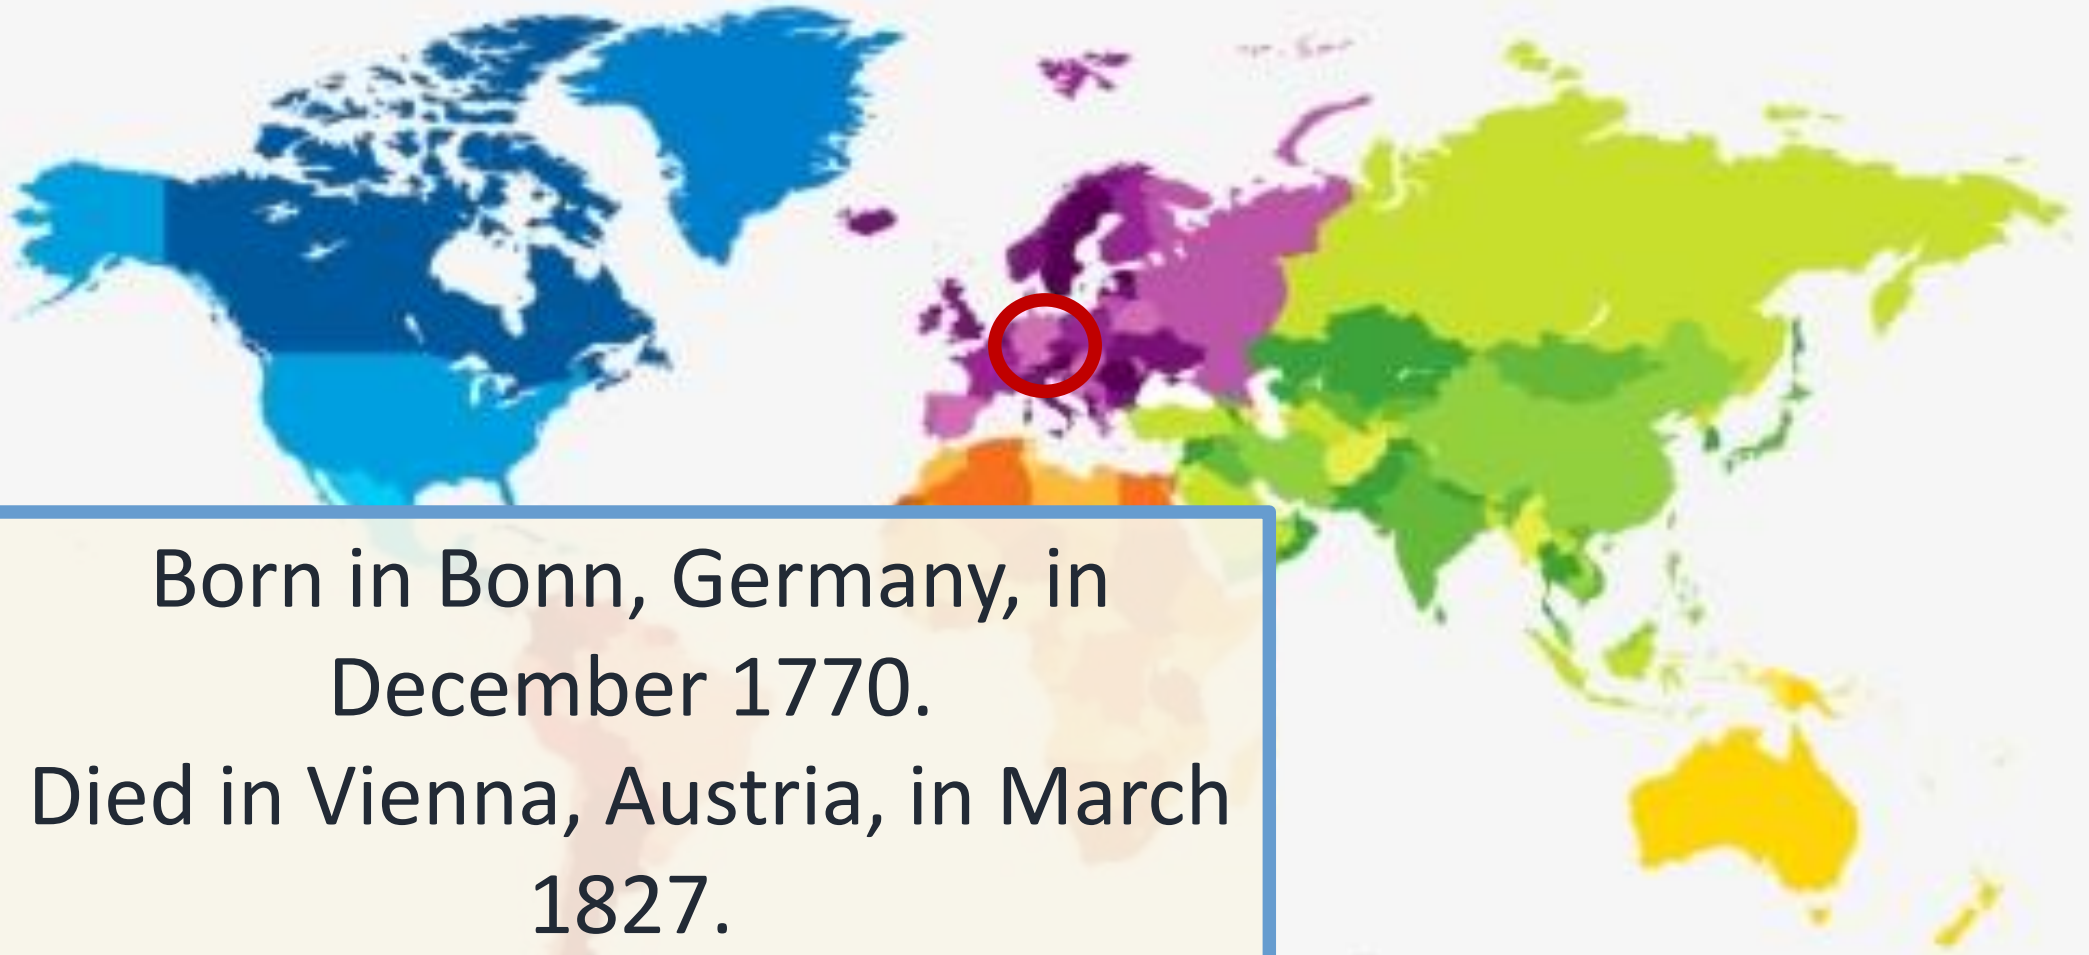 Born in Bonn, Germany, in
December 1770.
Died in Vienna, Austria, in March
1827.